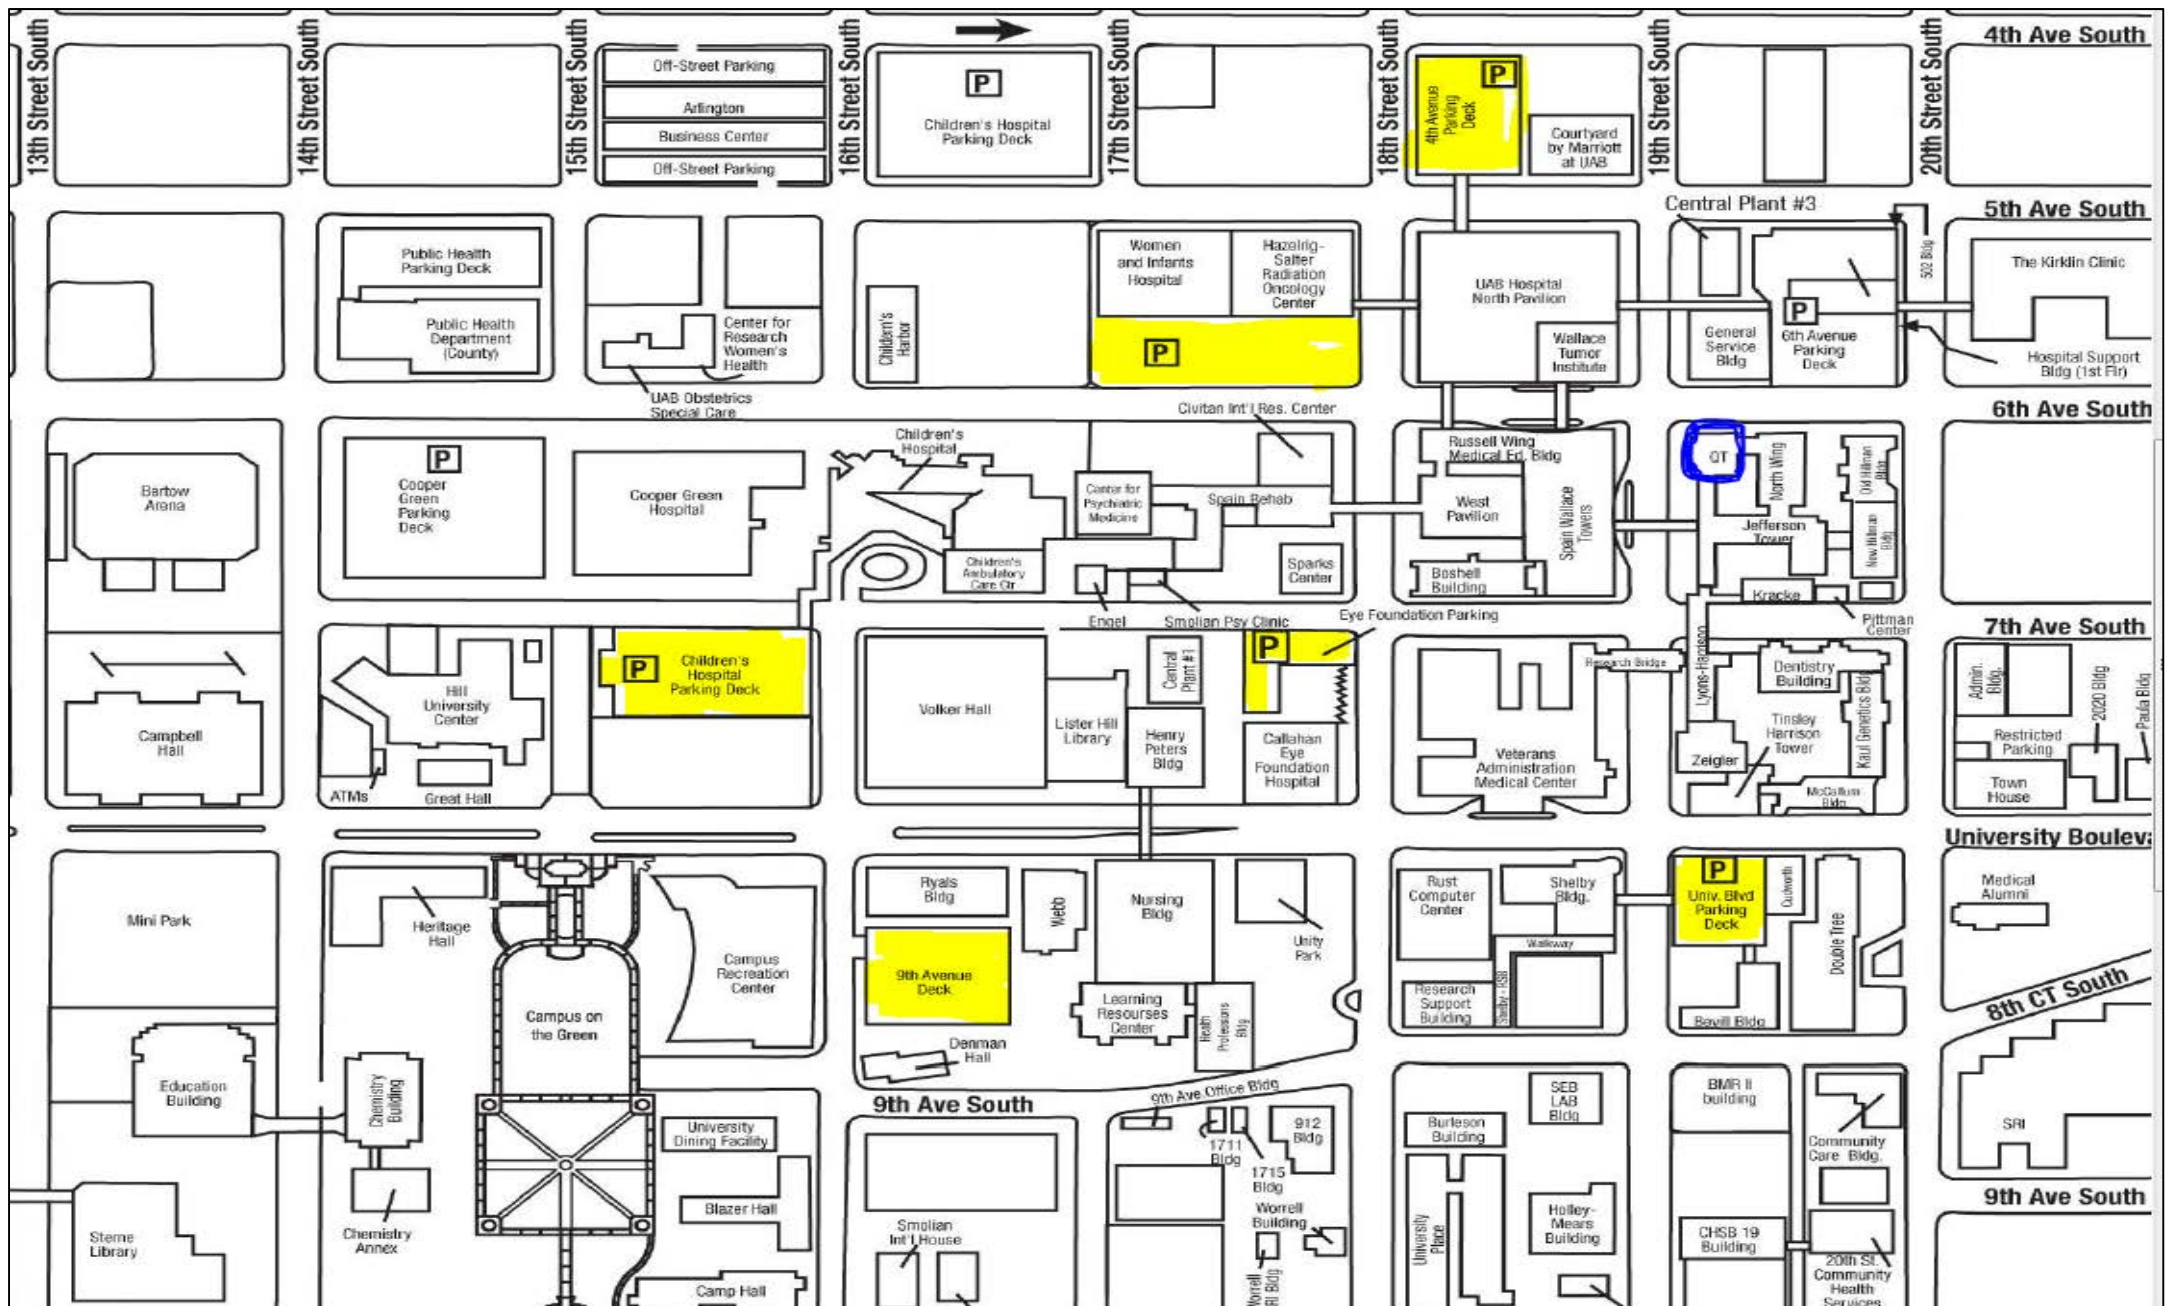 13th Street South
14th Street South
15th Street South
16th Street South
17th Street South
18th Street South
19th Street South
20th Street South
4th Ave South
Off-Street Parking
Arlington
Business Center
Off-Street Parking
P
Children's Hospital
Parking Deck
P
4th Avenue
Parking
Deck
Courtyard
by Marriott
at UAB
Central Plant #3
5th Ave South
Public Health
Parking Deck
Public Health
Department
(County)
Center for
Research
Women's
Health
UAB Obstetrics
Special Care
Children's
Harbor
Women
and Infants
Hospital
Hazelrig-
Salter
Radiation
Oncology
Center
P
UAB Hospital
North Pavilion
Wallace
Tumor
Institute
General
Service
Bldg
P
6th Avenue
Parking
Deck
502 Bldg
The Kirklin Clinic
Hospital Support
Bldg (1st Flr)
6th Ave South
Bartow
Arena
P
Cooper
Green
Parking
Deck
Cooper Green
Hospital
Children's
Hospital
Civitan Int'l Res. Center
Center for
Psychiatric
Medicine
Spain Rehab
Children's
Ambulatory
Care Ctr
Sparks
Center
Engel
Smolian Psy Clinic
Eye Foundation Parking
Russell Wing
Medical Ed. Bldg
West
Pavilion
Spain Wallace
Towers
Boshell
Building
QT
North Wing
Old Hillman
Bldg
Jefferson
Tower
New Hillman
Bldg
Kracke
Pittman
Center
7th Ave South
Campbell
Hall
Hill
University
Center
ATMs
Great Hall
P
Children's
Hospital
Parking Deck
Volker Hall
Lister Hill
Library
Central
Plant #1
Henry
Peters
Bldg
P
Callahan
Eye
Foundation
Hospital
Research Bridge
Veterans
Administration
Medical Center
Lyons-Harrison
Dentistry
Building
Tinsley
Harrison
Tower
Kaul Genetics Bldg
Zeigler
McCallum
Bldg
Admin.
Bldg.
2020 Bldg
Paula Bldg
Restricted
Parking
Town
House
University Bouleva
Mini Park
Heritage
Hall
Campus on
the Green
Campus
Recreation
Center
Ryals
Bldg
Webb
Nursing
Bldg
Unity
Park
9th Avenue
Deck
Learning
Resourses
Center
Health
Professions
Bldg
Denman
Hall
Rust
Computer
Center
Shelby
Bldg.
Walkway
Shelby - RSB
Research
Support
Building
P
Univ. Blvd
Parking
Deck
Cudworth
Double Tree
Bevill Bldg
Medical
Alumni
8th CT South
Education
Building
Chemistry
Building
Chemistry
Annex
Sterne
Library
University
Dining Facility
Blazer Hall
Camp Hall
9th Ave South
Smolian
Int'l House
9th Ave Office Bldg
1711
Bldg
1715
Bldg
912
Bldg
Worrell
Building
Worrell
RI Bldg
SEB
LAB
Bldg
Burleson
Building
University
Place
Holley-
Mears
Building
BMR II
building
Community
Care Bldg.
CHSB 19
Building
20th St.
Community
Health
Services
SRI
9th Ave South